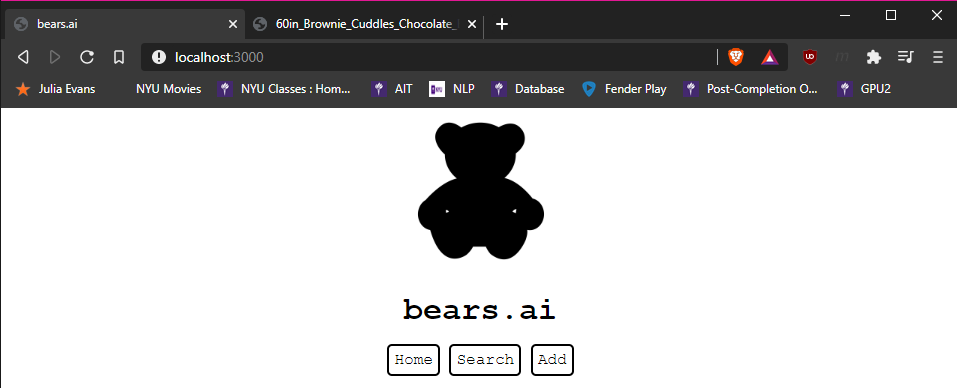 bears.ai
60in_Brownie_Cuddles_Chocolate_
localhost:3000
Julia Evans
NYU Movies
NYU Classes : Hom...
AIT
NLP
Database
Fender Play
Post-Completion O...
GPU2
bears.ai
Home
Search
Add